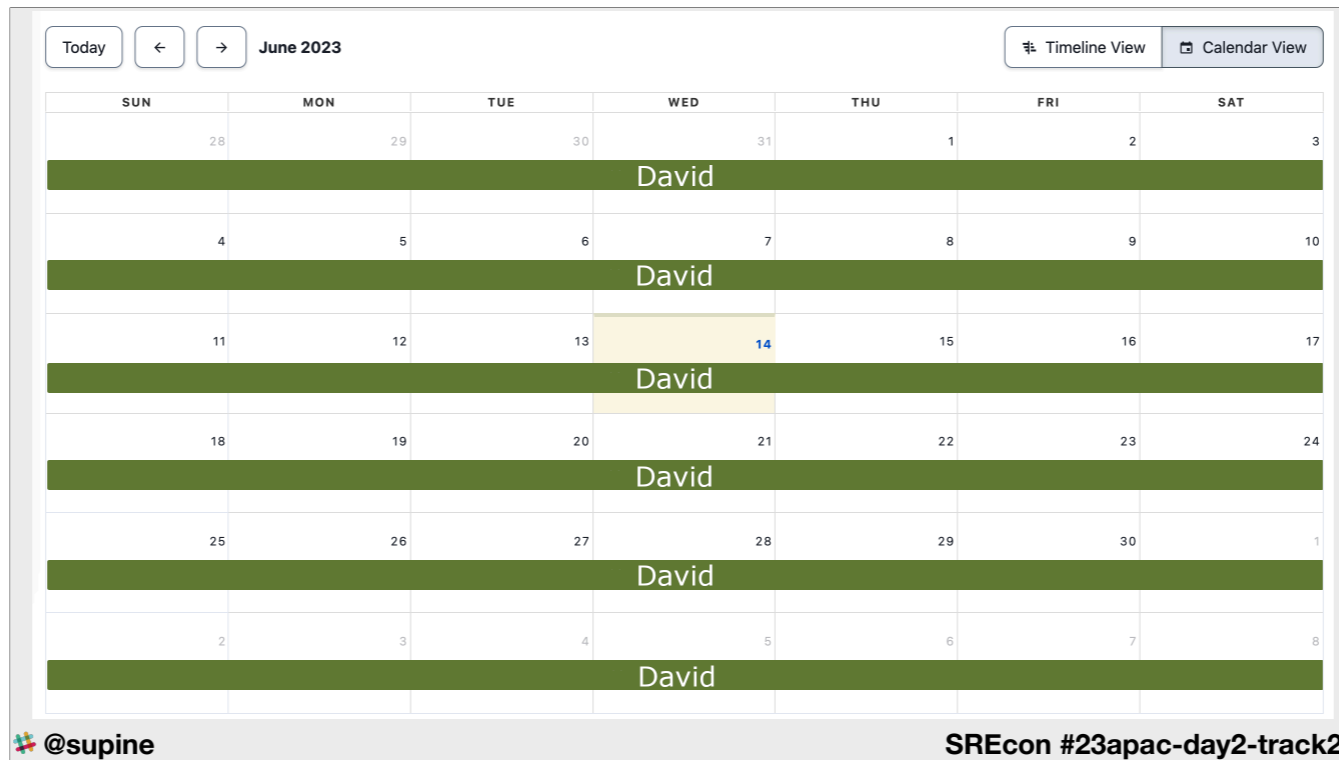 Today ← → June 2023 Timeline View Calendar View
SUN MON TUE WED THU FRI SAT
28 29 30 31 1 2 3
David
4 5 6 7 8 9 10
David
11 12 13 14 15 16 17
David
18 19 20 21 22 23 24
David
25 26 27 28 29 30 1
David
2 3 4 5 6 7 8
David
@supine SREcon #23apac-day2-track2